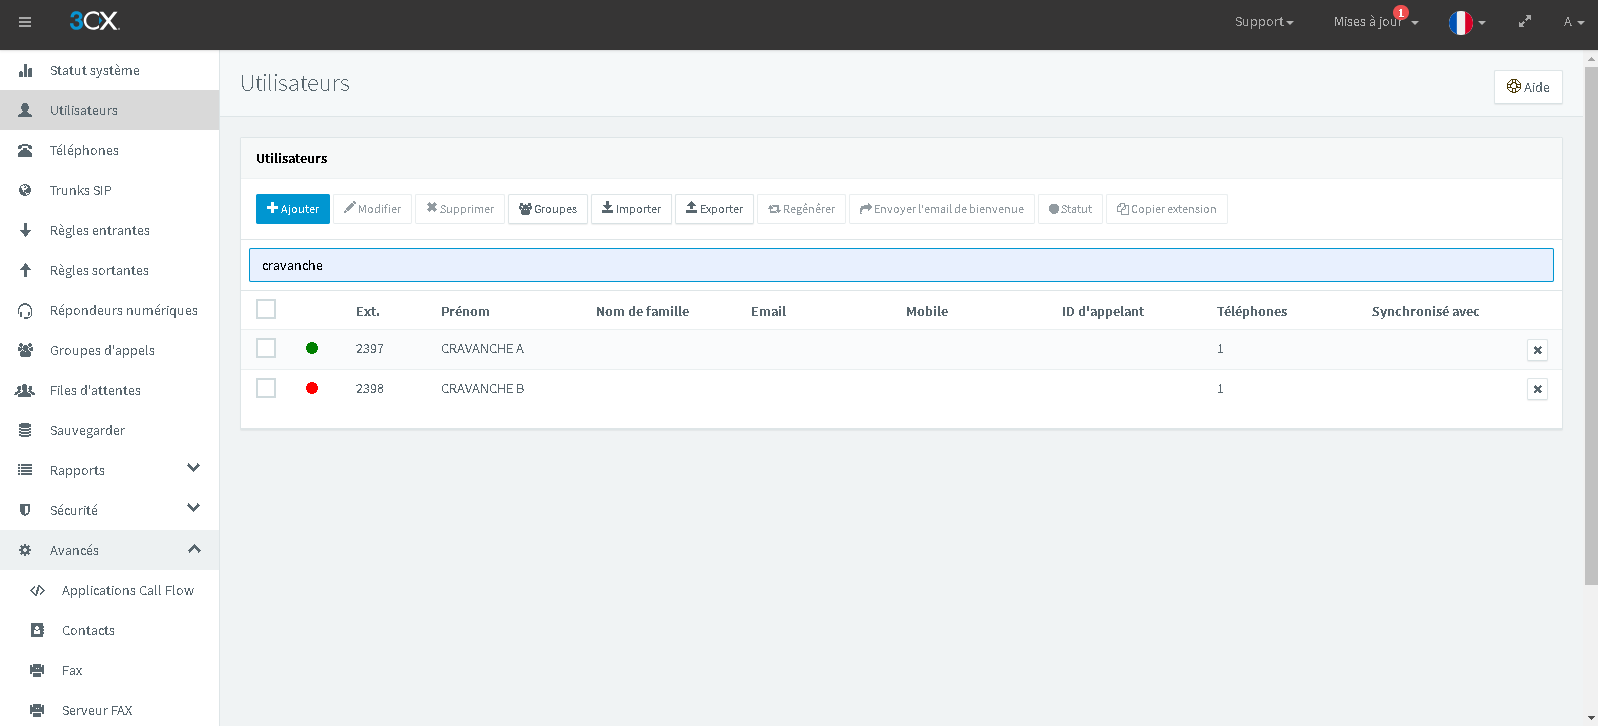 3CX
Support
Mises à jour
1
A
Statut système
Utilisateurs
Téléphones
Trunks SIP
Règles entrantes
Règles sortantes
Répondeurs numériques
Groupes d'appels
Files d'attentes
Sauvegarder
Rapports
Sécurité
Avancés
Applications Call Flow
Contacts
Fax
Serveur FAX
Utilisateurs
Aide
Utilisateurs
Ajouter Modifier Supprimer Groupes Importer Exporter Regénérer Envoyer l'email de bienvenue Statut Copier extension
cravanche
Ext. Prénom Nom de famille Email Mobile ID d'appelant Téléphones Synchronisé avec
2397 CRAVANCHE A 1
2398 CRAVANCHE B 1